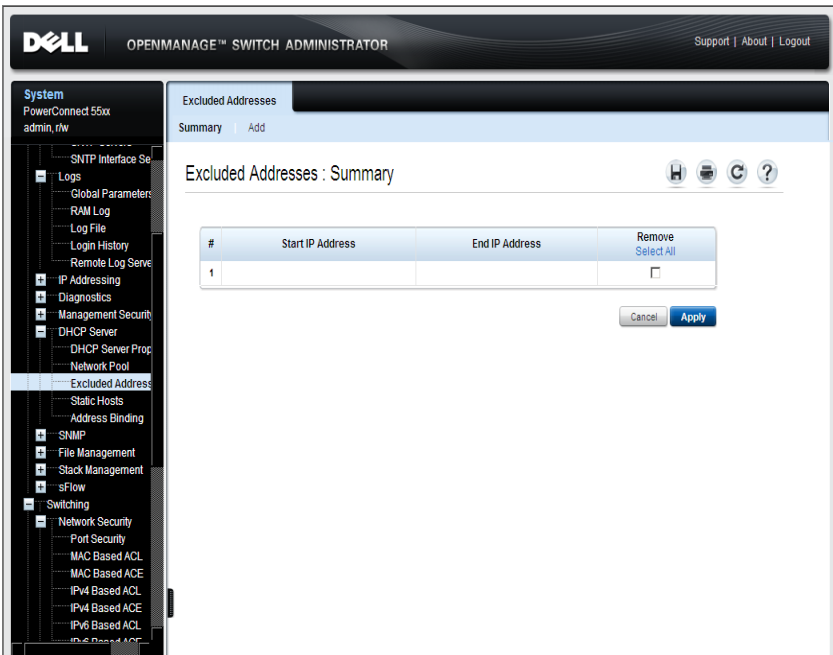 DELL
OPENMANAGE™ SWITCH ADMINISTRATOR
Support | About | Logout
System
PowerConnect 55xx
admin, r/w
SNTP Interface Se
Logs
Global Parameters
RAM Log
Log File
Login History
Remote Log Serve
IP Addressing
Diagnostics
Management Securit
DHCP Server
DHCP Server Prop
Network Pool
Excluded Address
Static Hosts
Address Binding
SNMP
File Management
Stack Management
sFlow
Switching
Network Security
Port Security
MAC Based ACL
MAC Based ACE
IPv4 Based ACL
IPv4 Based ACE
IPv6 Based ACL
IPv6 Based ACE
Excluded Addresses
Summary Add
Excluded Addresses : Summary
# Start IP Address End IP Address Remove
Select All
1
Cancel Apply